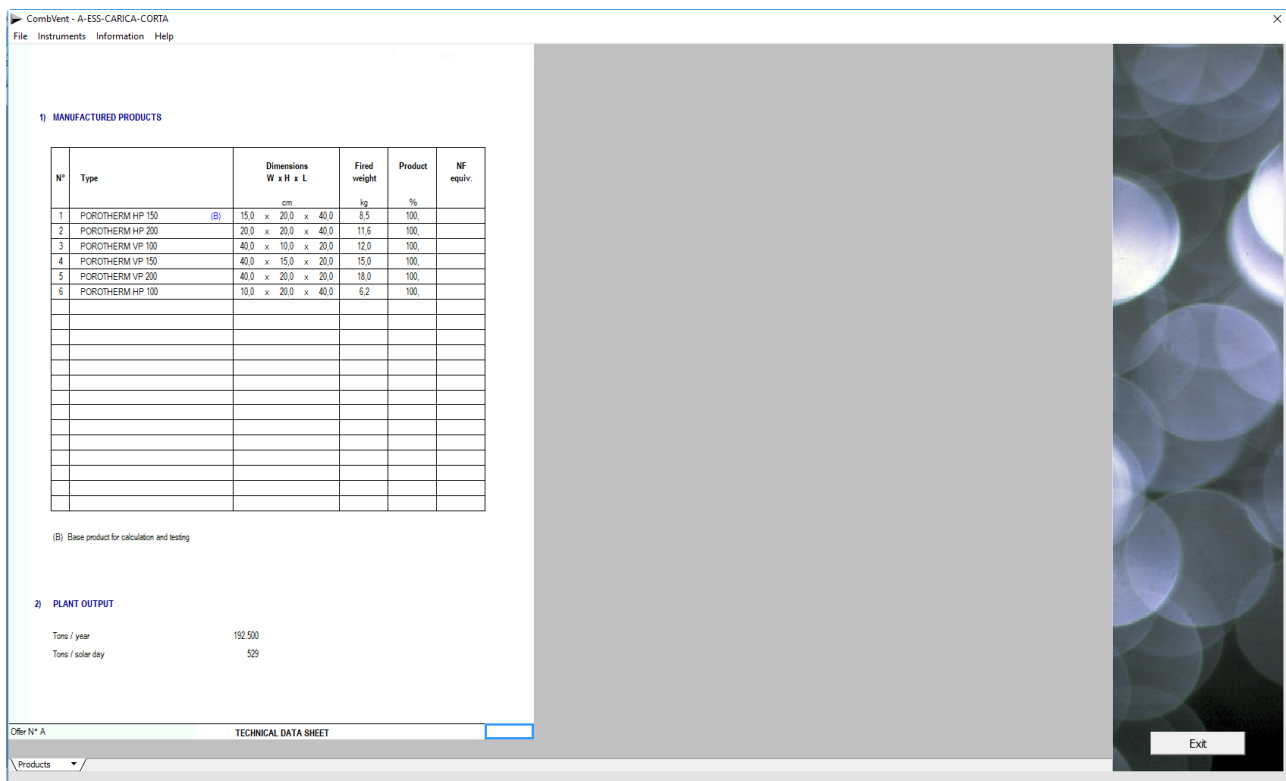 CombVent - A-ESS-CARICA-CORTA
File Instruments Information Help
1) MANUFACTURED PRODUCTS
N° Type Dimensions W x H x L cm Fired weight kg Product % NF equiv.
1 POROTHERM HP 150 (B) 15,0 x 20,0 x 40,0 8,5 100,
2 POROTHERM HP 200 20,0 x 20,0 x 40,0 11,6 100,
3 POROTHERM VP 100 40,0 x 10,0 x 20,0 12,0 100,
4 POROTHERM VP 150 40,0 x 15,0 x 20,0 15,0 100,
5 POROTHERM VP 200 40,0 x 20,0 x 20,0 18,0 100,
6 POROTHERM HP 100 10,0 x 20,0 x 40,0 6,2 100,
(B) Base product for calculation and testing
2) PLANT OUTPUT
Tons / year 192.500
Tons / solar day 529
Offer N° A TECHNICAL DATA SHEET
Exit
Products